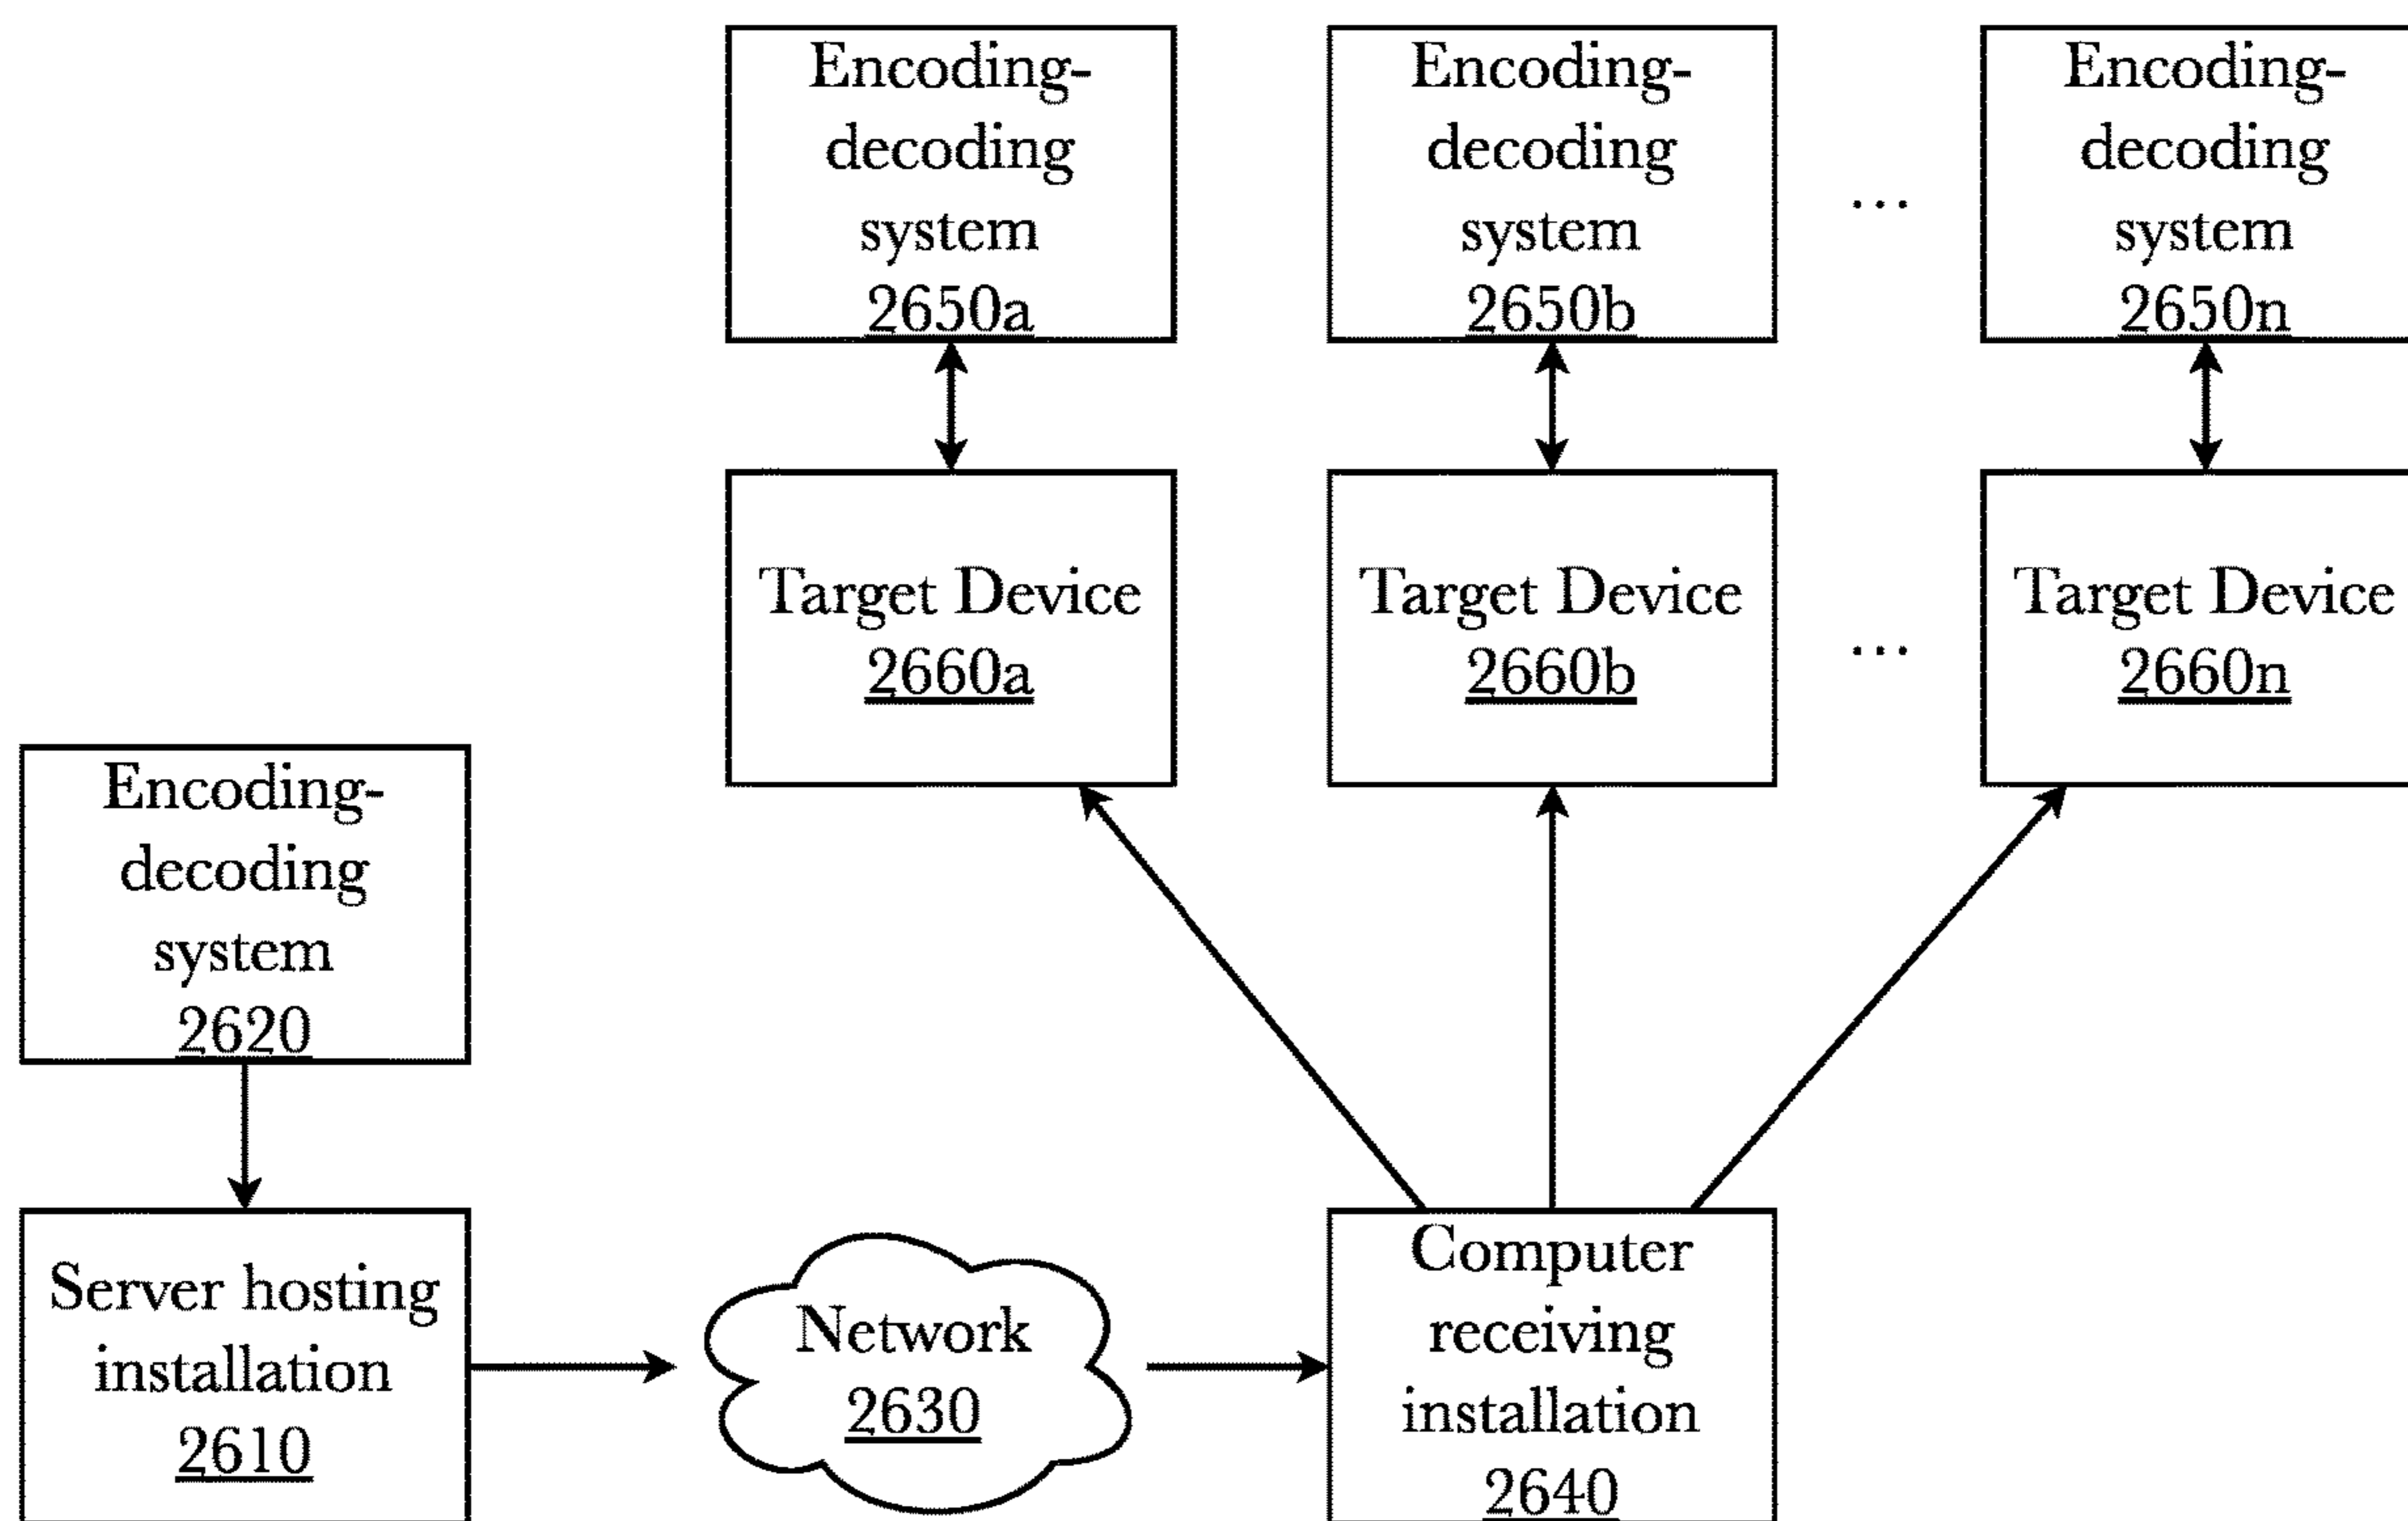 Encoding-
decoding
system
2650a
Encoding-
decoding
system
2650b
...
Encoding-
decoding
system
2650n
Target Device
2660a
Target Device
2660b
...
Target Device
2660n
Encoding-
decoding
system
2620
Server hosting
installation
2610
Network
2630
Computer
receiving
installation
2640